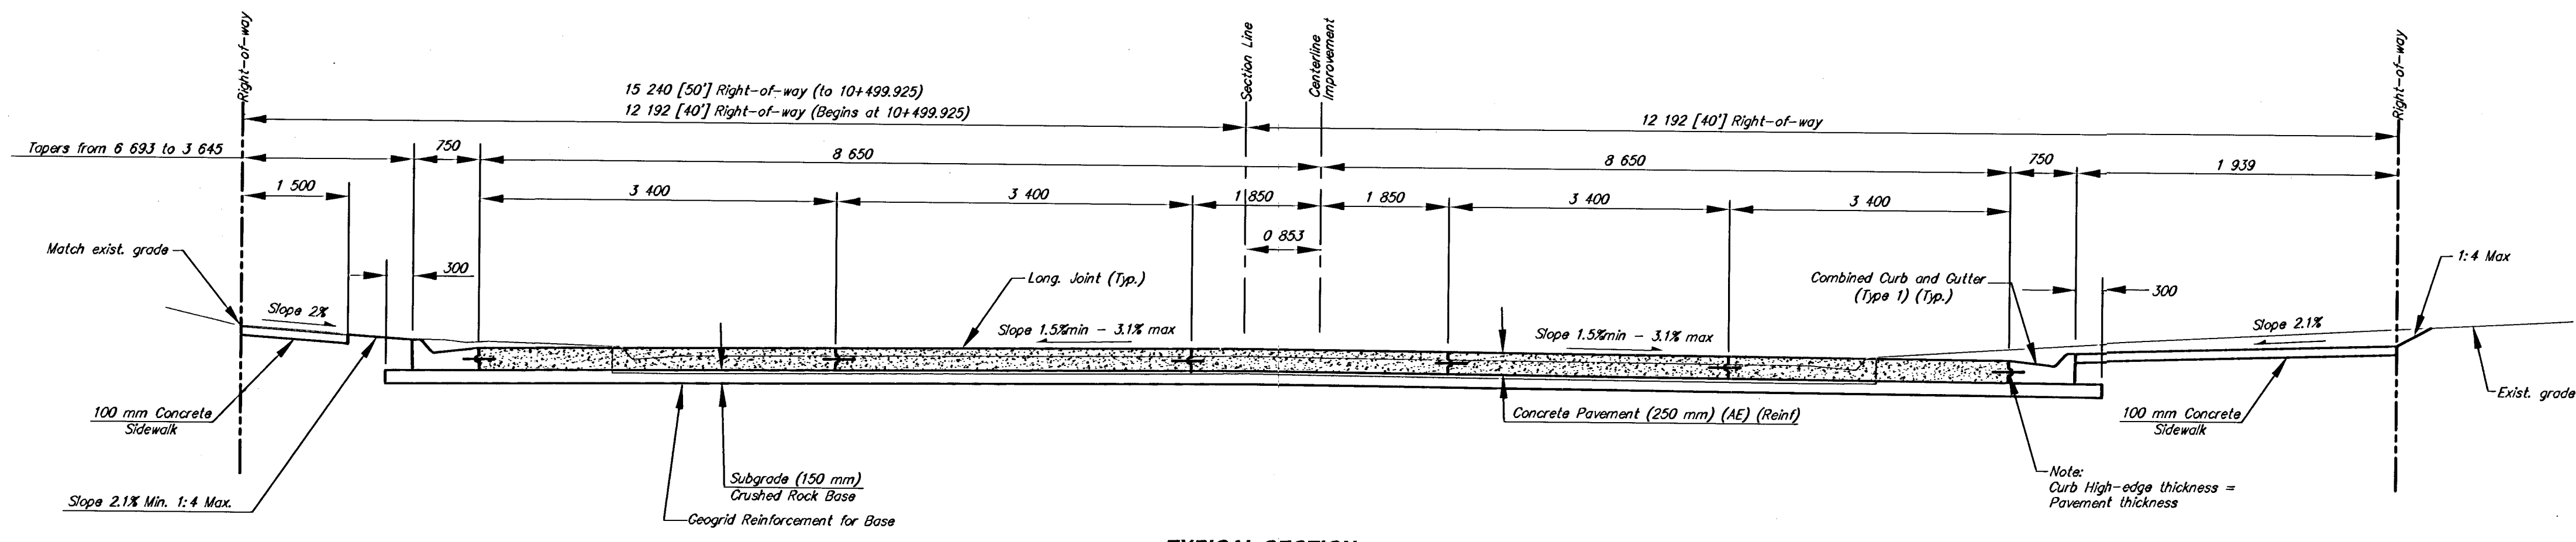 Right-of-way
Section Line
Centerline
Improvement
Right-of-way
15 240 [50'] Right-of-way (to 10+499.925)
12 192 [40'] Right-of-way (Begins at 10+499.925)
12 192 [40'] Right-of-way
Tapers from 6 693 to 3 645
750
8 650
8 650
750
1 939
1 500
3 400
3 400
1 850
1 850
3 400
3 400
0 853
Match exist. grade
300
Long. Joint (Typ.)
Combined Curb and Gutter
(Type 1) (Typ.)
300
1:4 Max
Slope 2%
Slope 1.5%min - 3.1% max
Slope 1.5%min - 3.1% max
Slope 2.1%
100 mm Concrete
Sidewalk
Concrete Pavement (250 mm) (AE) (Reinf)
100 mm Concrete
Sidewalk
Exist. grade
Subgrade (150 mm)
Crushed Rock Base
Note:
Curb High-edge thickness =
Pavement thickness
Slope 2.1% Min. 1:4 Max.
Geogrid Reinforcement for Base
TYPICAL SECTION